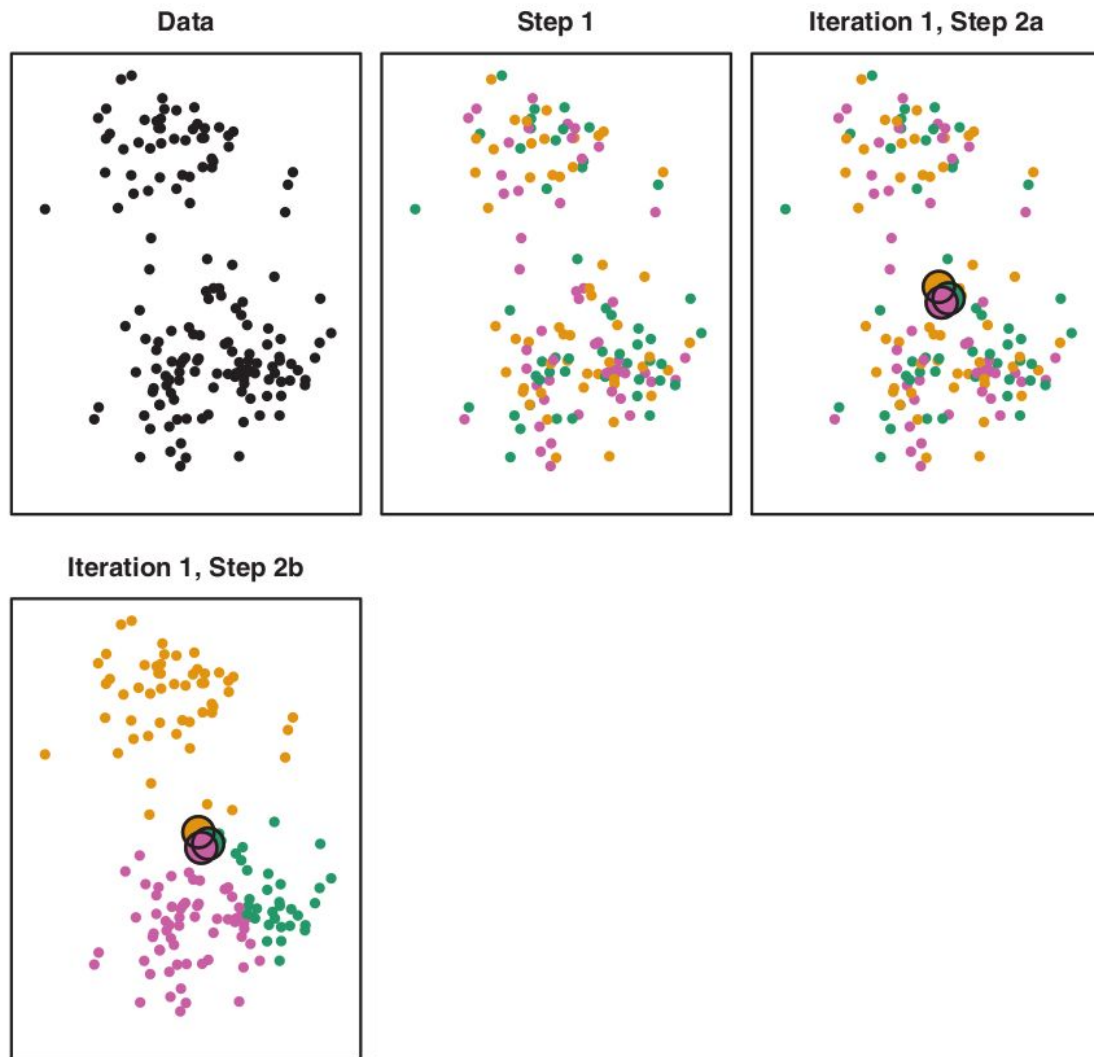 Data
Step 1
Iteration 1, Step 2a
Iteration 1, Step 2b